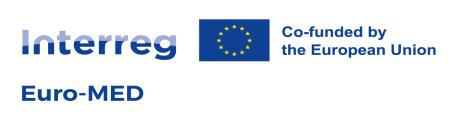 Interreg
Co-funded by
the European Union
Euro-MED